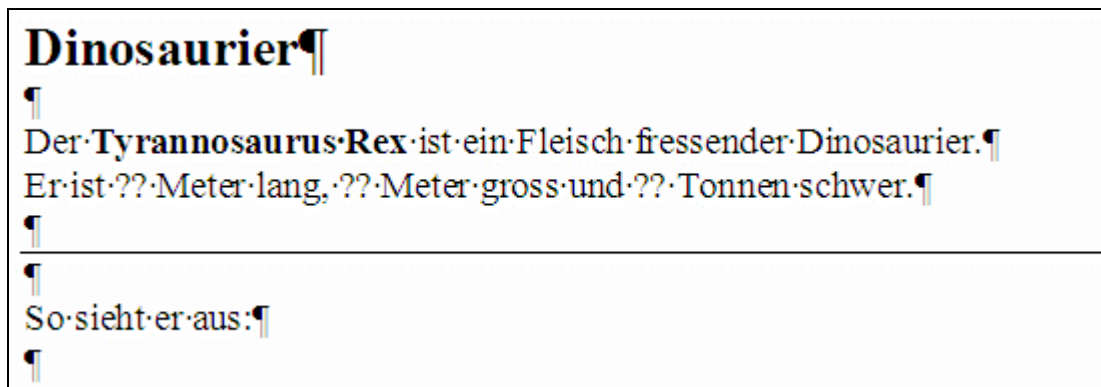 Dinosaurier¶
¶
Der·Tyrannosaurus·Rex·ist·ein·Fleisch·fressender·Dinosaurier.¶
Er·ist·??·Meter·lang,·??·Meter·gross·und·??·Tonnen·schwer.¶
¶
¶
So·sieht·er·aus:¶
¶